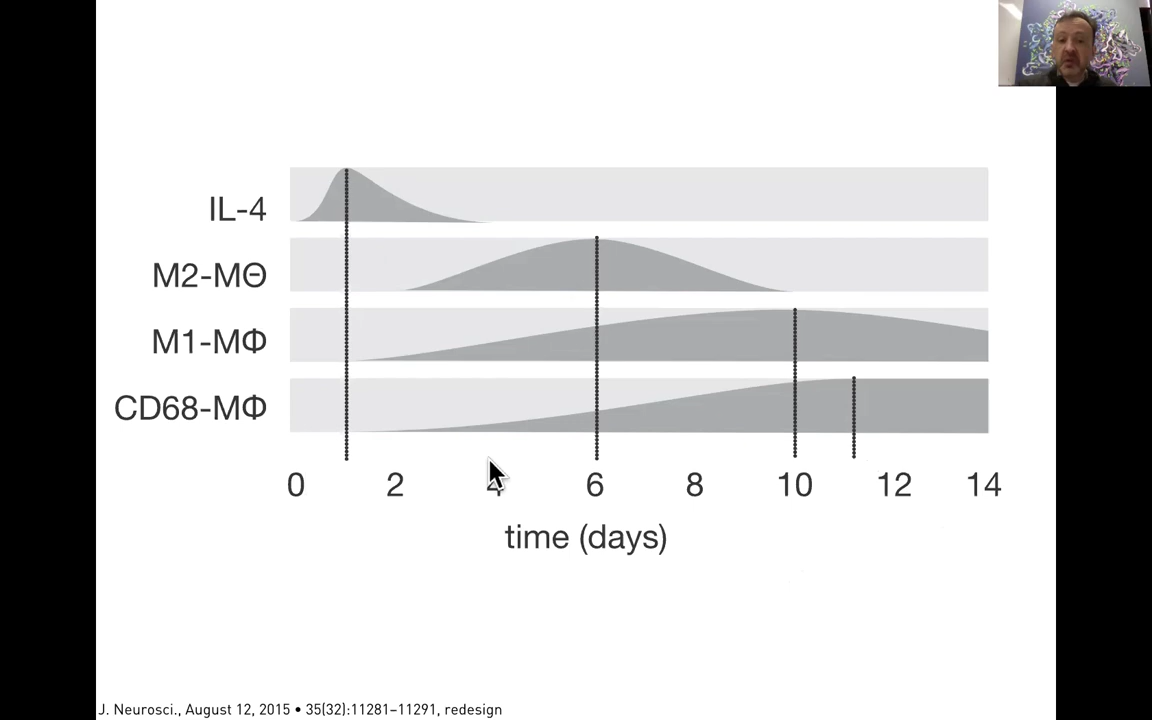 IL-4
M2-MΘ
M1-MΦ
CD68-MΦ
0 2 4 6 8 10 12 14
time (days)
J. Neurosci., August 12, 2015 • 35(32):11281–11291, redesign